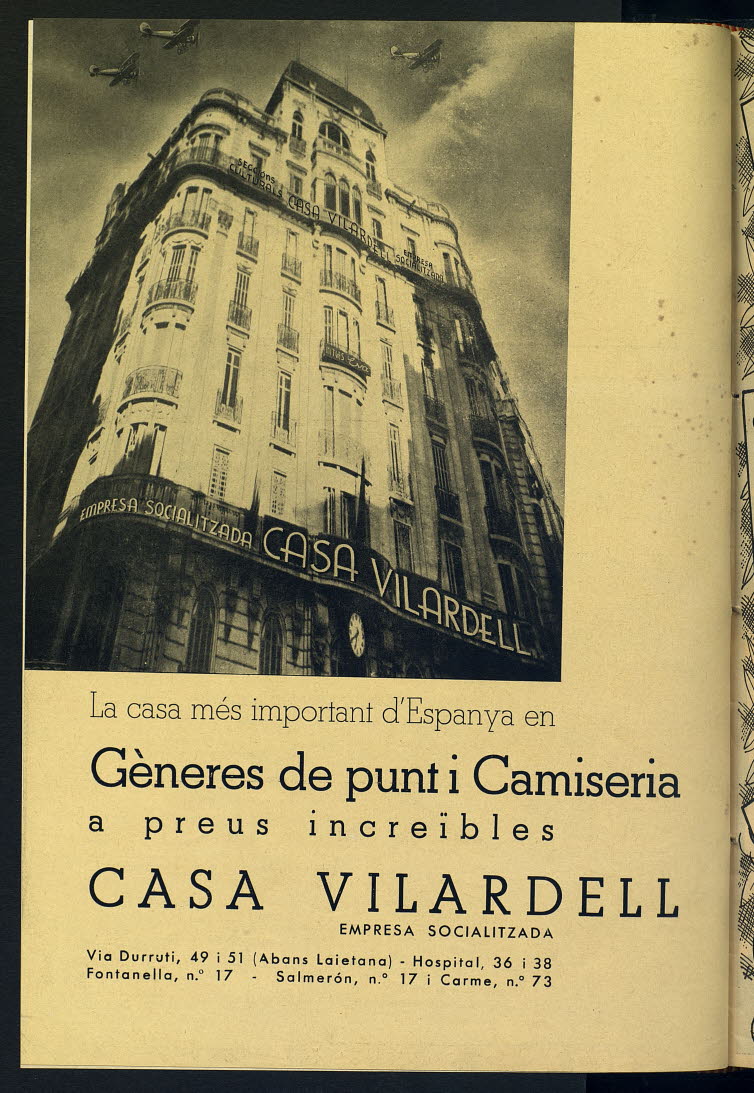 SECCIONS
CULTURALS CASA VILARDELL EMPRESA
SOCIALITZADA
EMPRESA SOCIALITZADA CASA VILARDELL
La casa més important d'Espanya en
Gèneres de punt i Camiseria
a preus increïbles
CASA VILARDELL
EMPRESA SOCIALITZADA
Via Durruti, 49 i 51 (Abans Laietana) - Hospital, 36 i 38
Fontanella, n.º 17 - Salmerón, n.º 17 i Carme, n.º 73